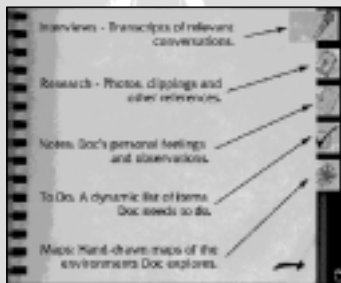 Interviews - Transcripts of relevant
conversations.
Research - Photos, clippings and
other references.
Notes: Doc's personal feelings
and observations.
To Do: A dynamic list of items
Doc needs to do.
Maps: Hand-drawn maps of the
environments Doc explores.